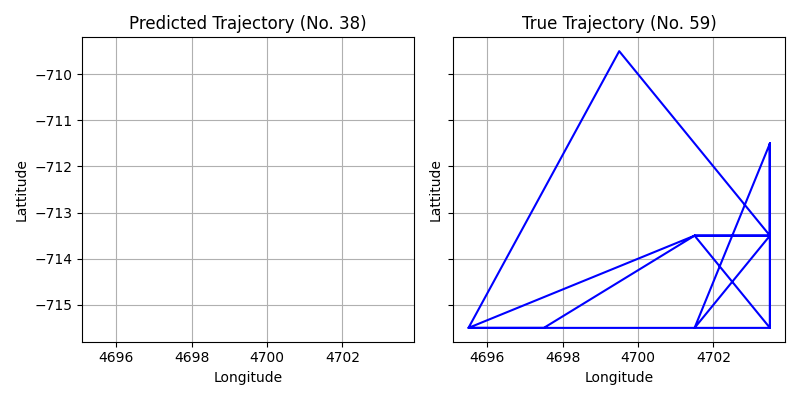 Predicted Trajectory (No. 38)
True Trajectory (No. 59)
−710
−711
−712
−713
−714
−715
Lattitude
Lattitude
4696 4698 4700 4702
4696 4698 4700 4702
Longitude
Longitude